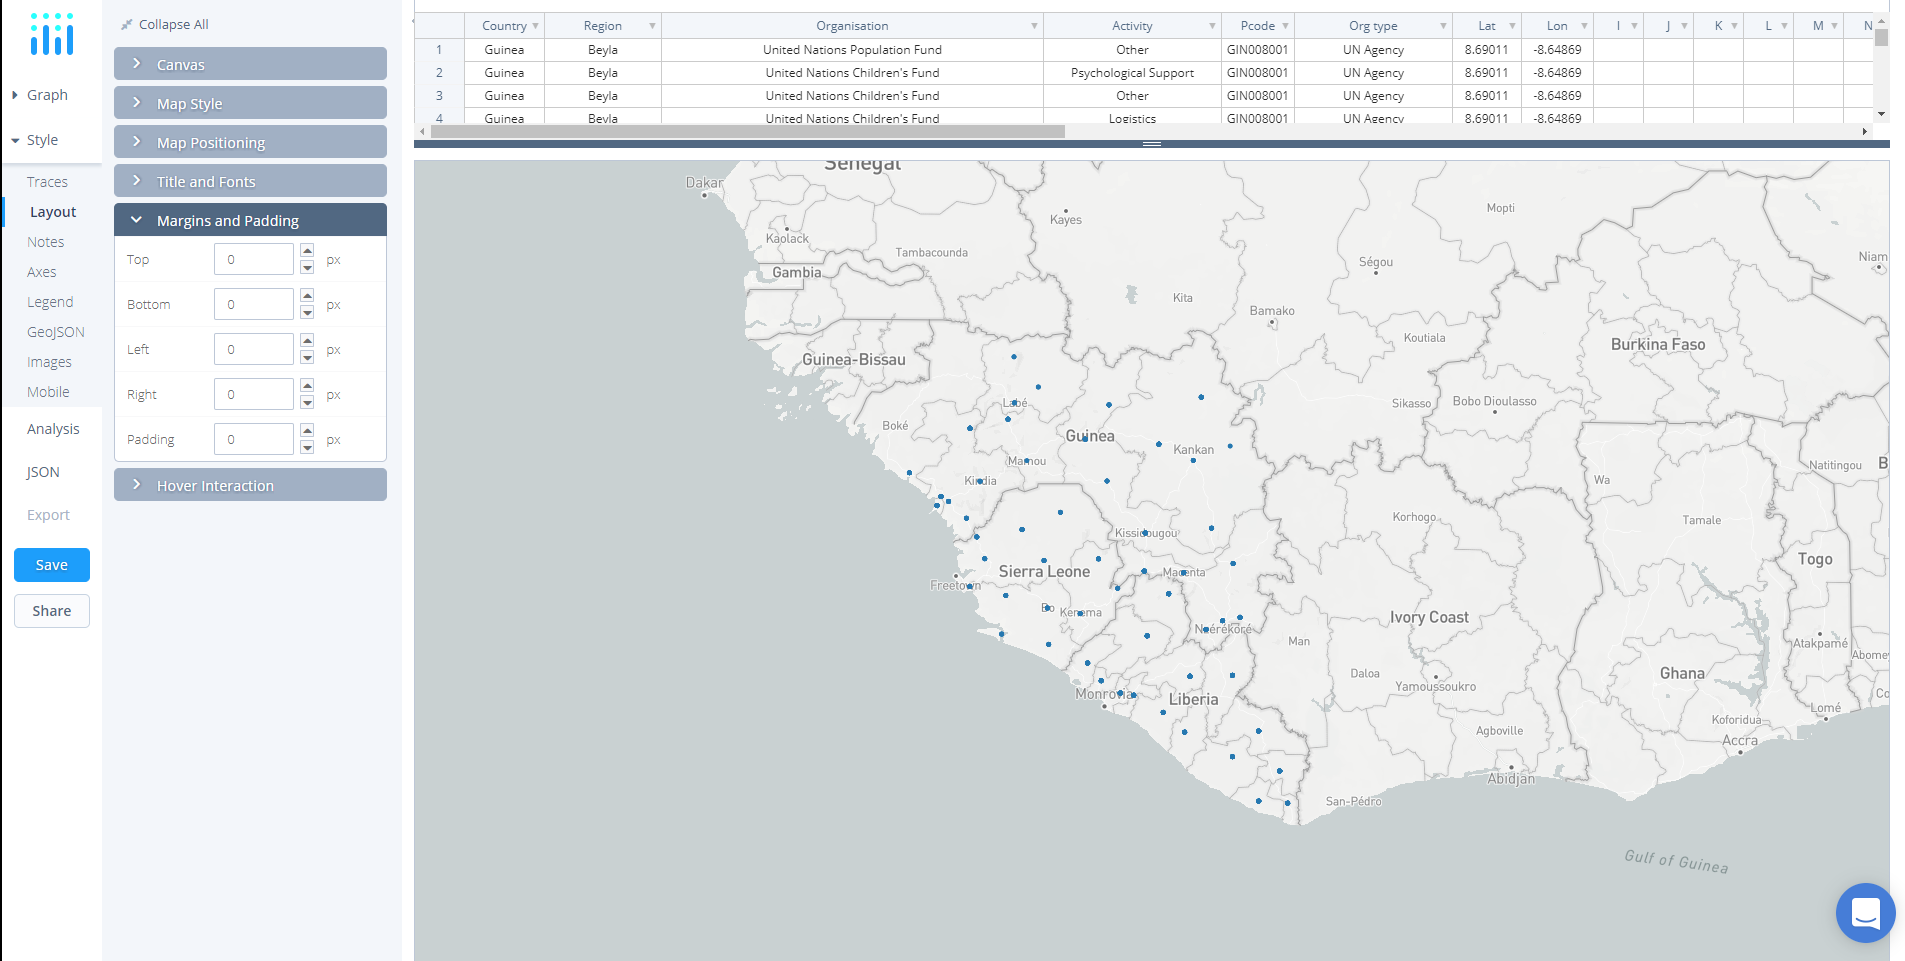 Collapse All
Canvas
Map Style
Map Positioning
Title and Fonts
Margins and Padding
Top 0 px
Bottom 0 px
Left 0 px
Right 0 px
Padding 0 px
Hover Interaction
Graph
Style
Traces
Layout
Notes
Axes
Legend
GeoJSON
Images
Mobile
Analysis
JSON
Export
Save
Share
Country Region Organisation Activity Pcode Org type Lat Lon I J K L M N
1 Guinea Beyla United Nations Population Fund Other GIN008001 UN Agency 8.69011 -8.64869
2 Guinea Beyla United Nations Children's Fund Psychological Support GIN008001 UN Agency 8.69011 -8.64869
3 Guinea Beyla United Nations Children's Fund Other GIN008001 UN Agency 8.69011 -8.64869
4 Guinea Beyla United Nations Children's Fund Logistics GIN008001 UN Agency 8.69011 -8.64869
Senegal
Dakar
Kayes
Mopti
Kaolack
Tambacounda
Ségou
Niam
Gambia
Kita
Bamako
Koutiala
Burkina Faso
Guinea-Bissau
Labé
Sikasso
Bobo Dioulasso
Boké
Guinea
Kankan
Mamou
Natitingou
B
Kindia
Wa
Korhogo
Tamale
Kissidougou
Togo
Sierra Leone
Macenta
Freetown
Bo
Kenema
Ivory Coast
Nzérékoré
Man
Atakpamé
Abomey
Daloa
Yamoussoukro
Ghana
Monrovia
Liberia
Co
Lomé
Koforidua
Agboville
Accra
Abidjan
San-Pédro
Gulf of Guinea